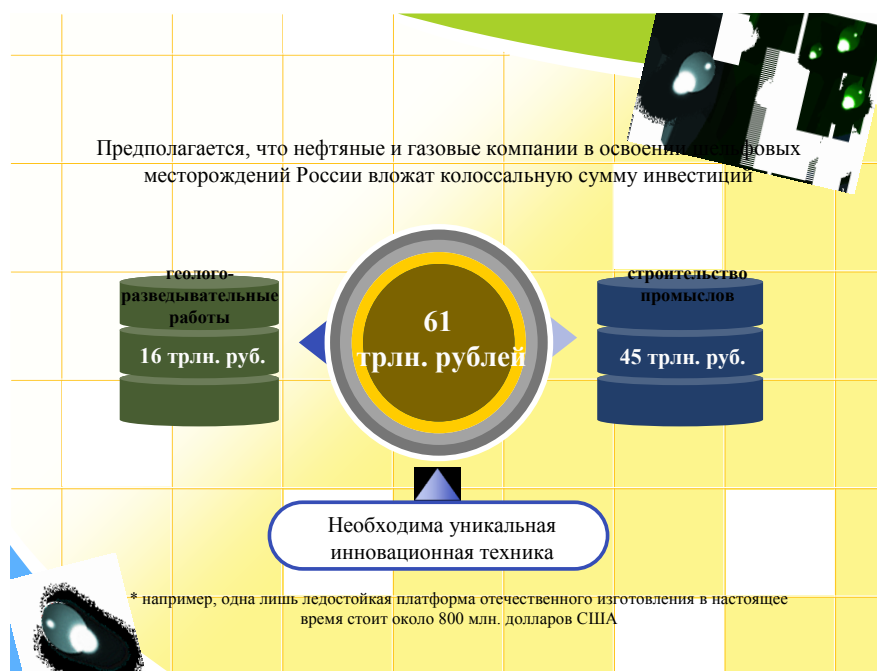 Предполагается, что нефтяные и газовые компании в освоении шельфовых
месторождений России вложат колоссальную сумму инвестиций
геолого-
разведывательные
работы
16 трлн. руб.
61
трлн. рублей
строительство
промыслов
45 трлн. руб.
Необходима уникальная
инновационная техника
* например, одна лишь ледостойкая платформа отечественного изготовления в настоящее
время стоит около 800 млн. долларов США